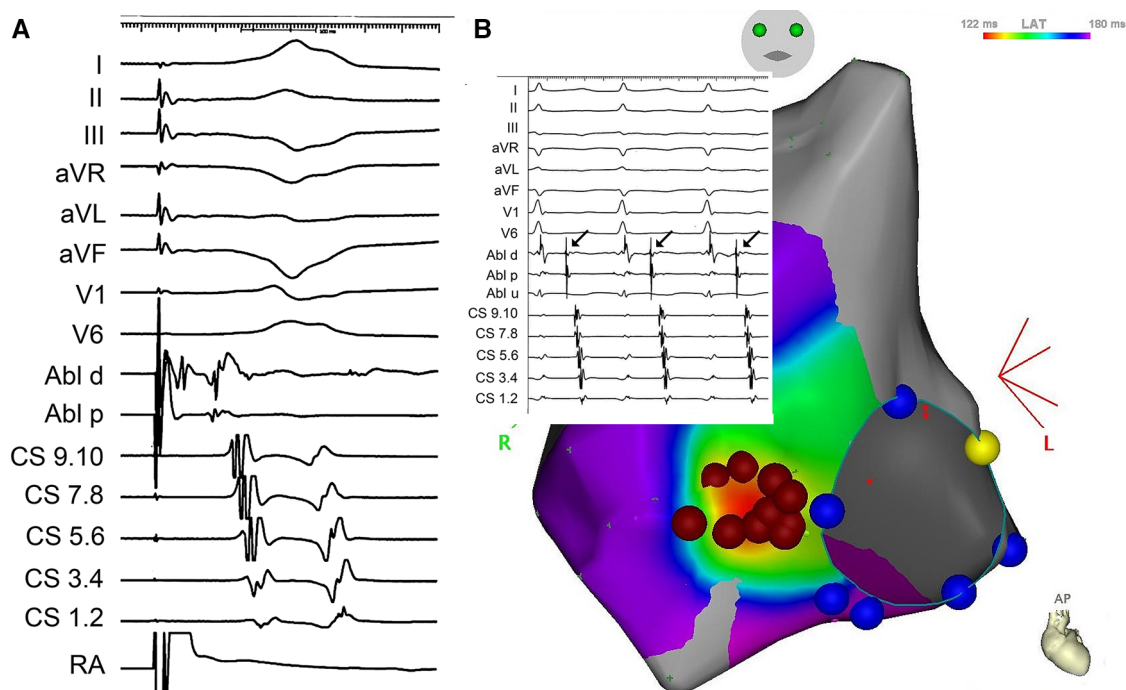 A
100 ms
I
II
III
aVR
aVL
aVF
V1
V6
Abl d
Abl p
CS 9.10
CS 7.8
CS 5.6
CS 3.4
CS 1.2
RA
B
122 ms LAT 180 ms
I
II
III
aVR
aVL
aVF
V1
V6
Abl d
Abl p
Abl u
CS 9.10
CS 7.8
CS 5.6
CS 3.4
CS 1.2
R
L
AP